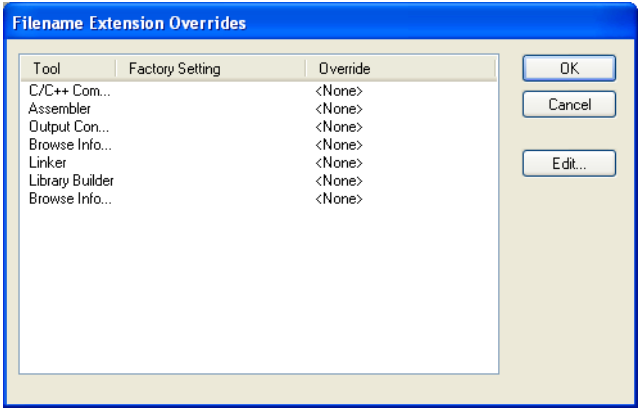 Filename Extension Overrides
Tool Factory Setting Override
C/C++ Com... <None>
Assembler <None>
Output Con... <None>
Browse Info... <None>
Linker <None>
Library Builder <None>
Browse Info... <None>
OK
Cancel
Edit...